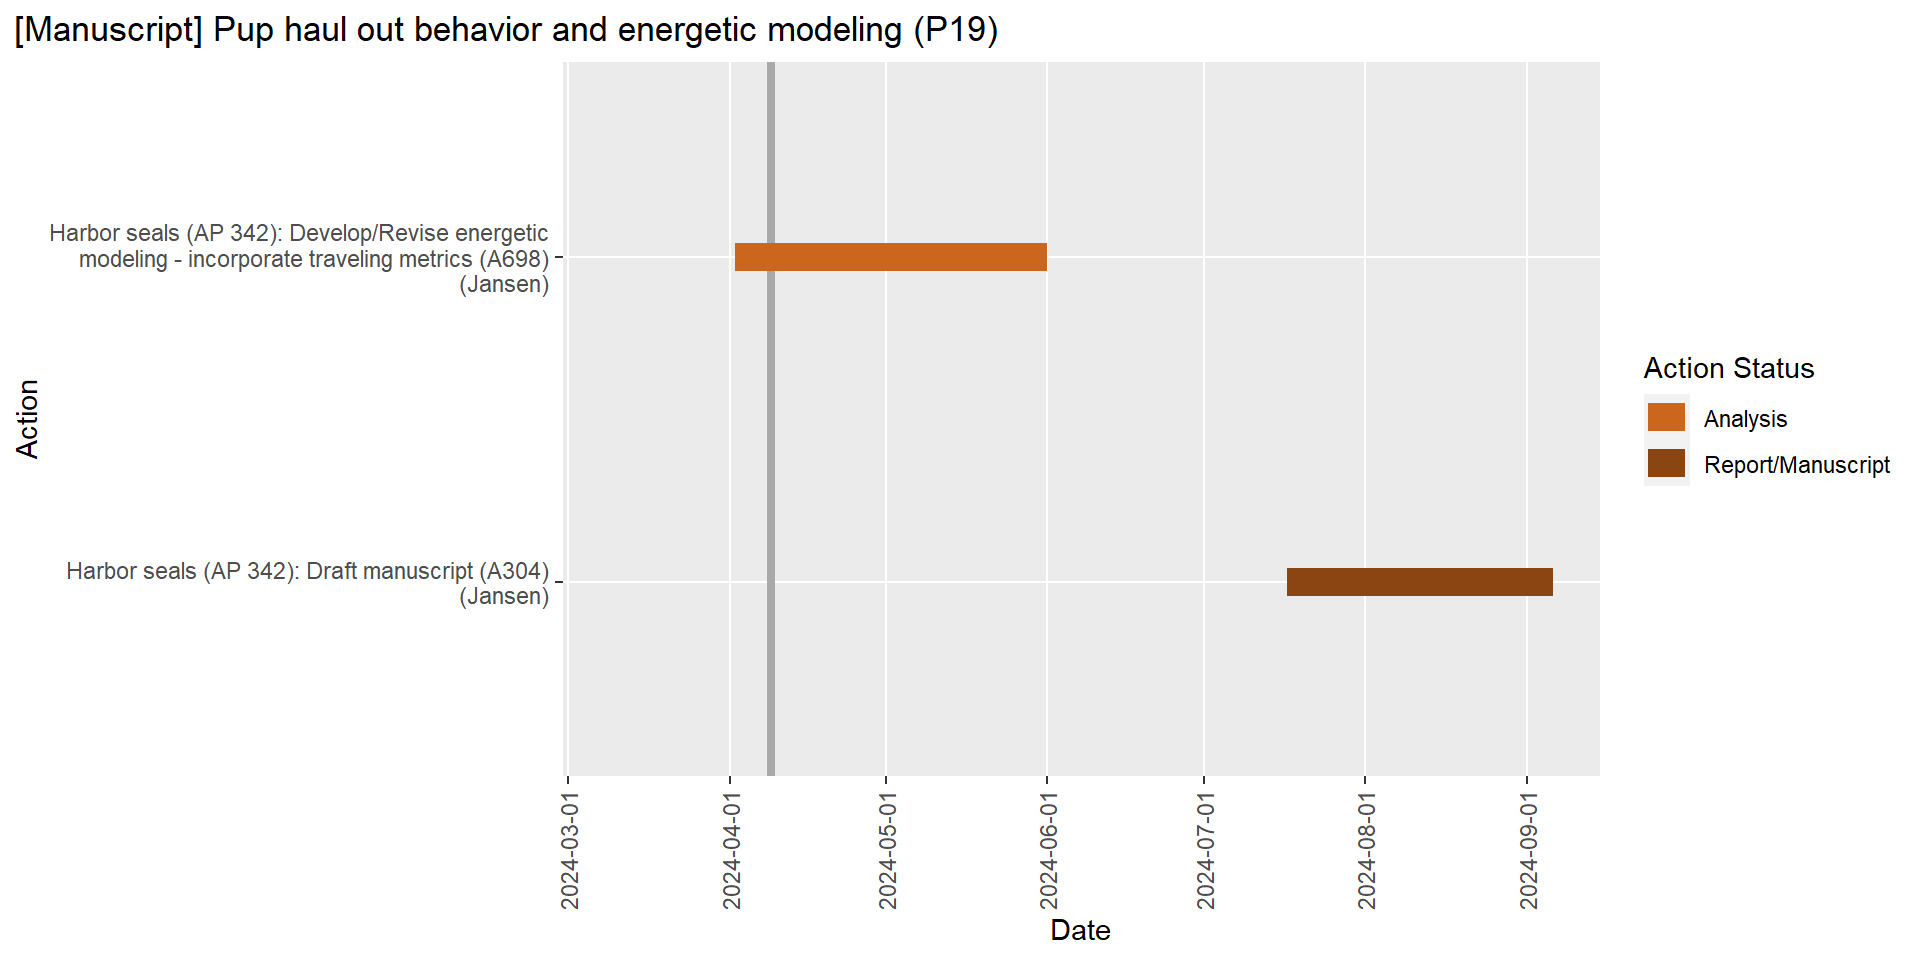 [Manuscript] Pup haul out behavior and energetic modeling (P19)
Harbor seals (AP 342): Develop/Revise energetic
modeling - incorporate traveling metrics (A698)
(Jansen)
Harbor seals (AP 342): Draft manuscript (A304)
(Jansen)
Action
2024-03-01
2024-04-01
2024-05-01
2024-06-01
2024-07-01
2024-08-01
2024-09-01
Date
Action Status
Analysis
Report/Manuscript